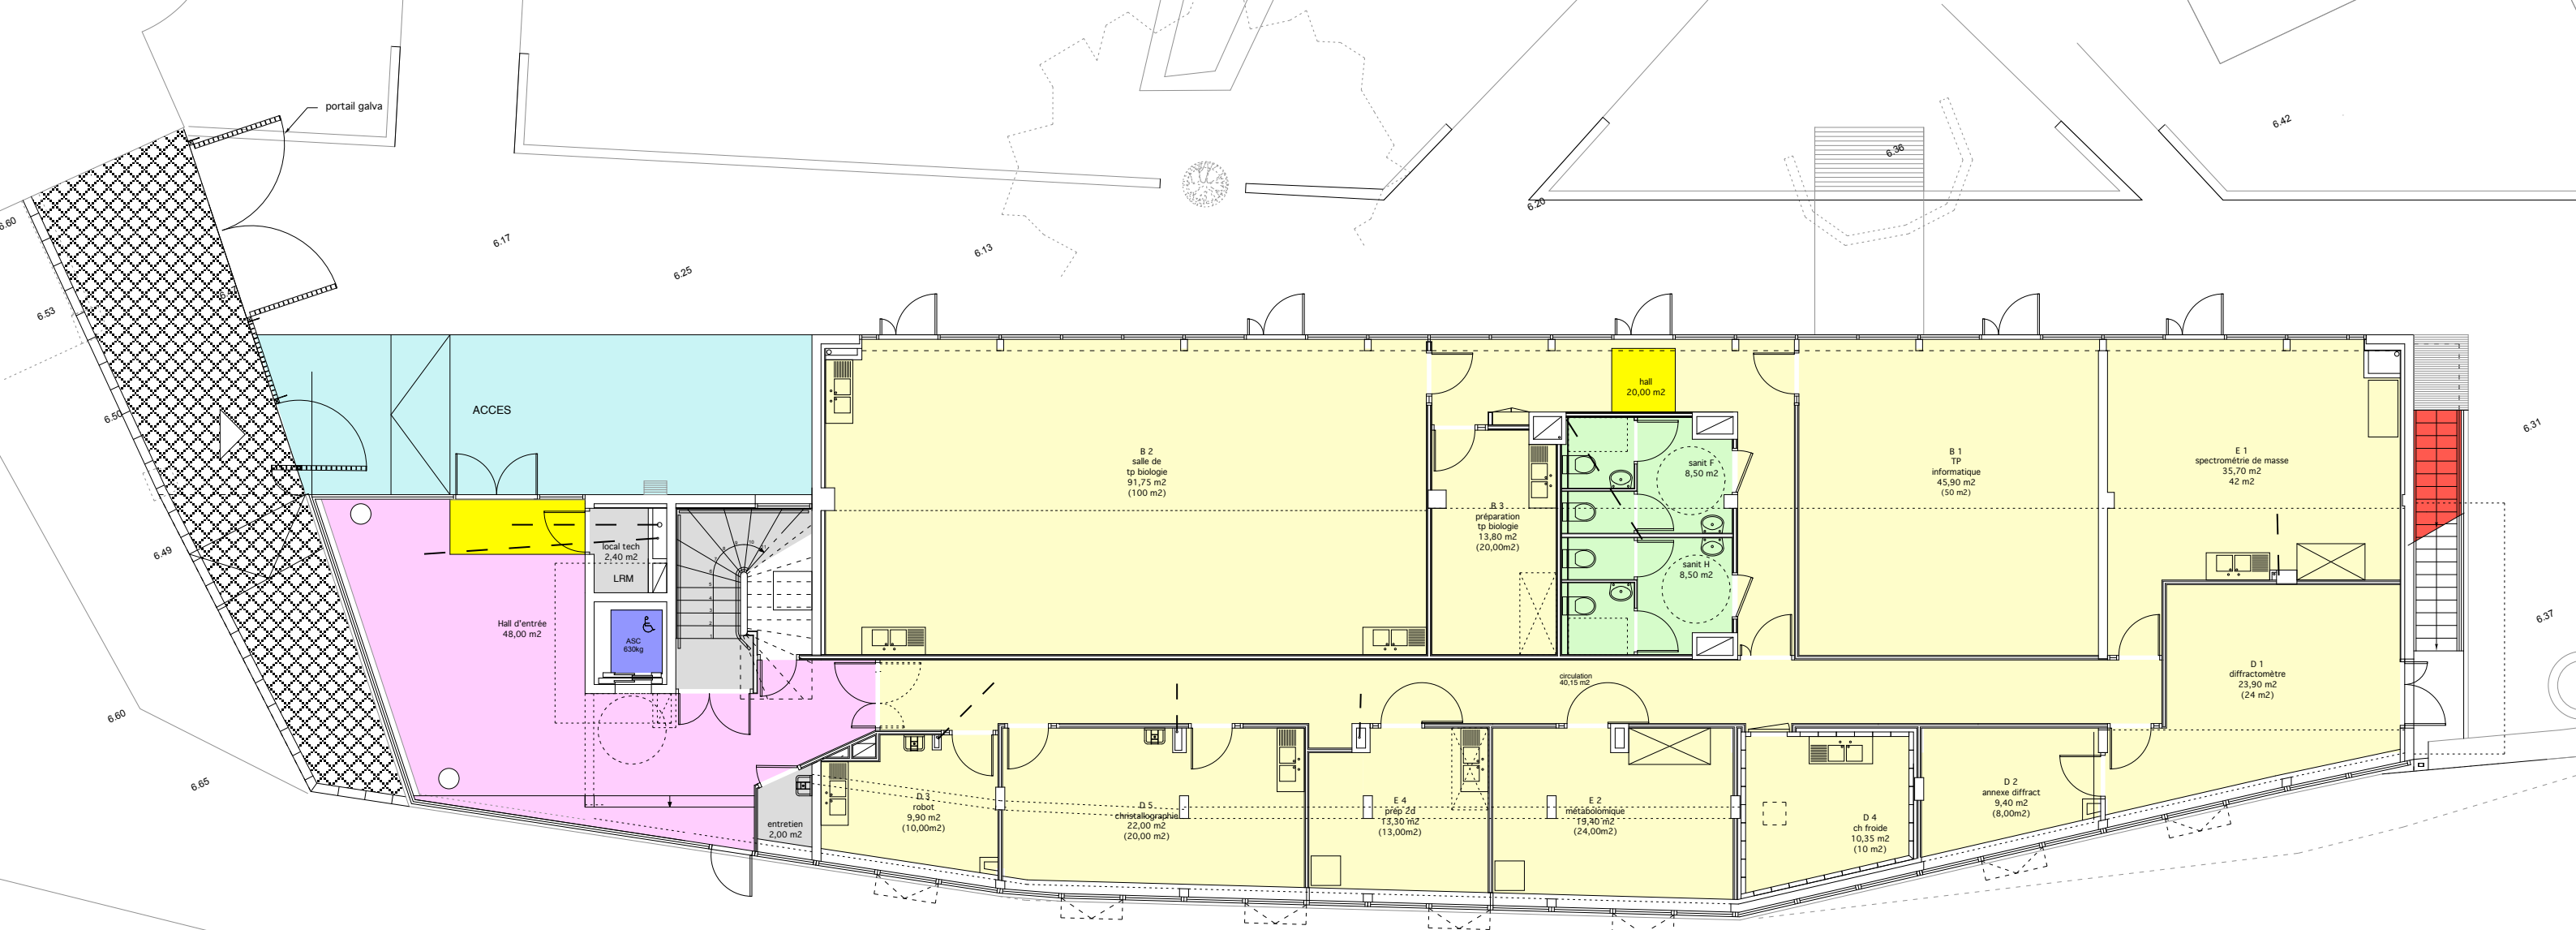 portail galva
6.42
6.36
6.20
6.60
6.17
6.13
6.25
6.53
6.50
6.31
6.49
6.37
6.60
6.65
ACCES
hall
20,00 m2
B 2
salle de
tp biologie
91,75 m2
(100 m2)
B 3
préparation
tp biologie
13,80 m2
(20,00m2)
sanit F
8,50 m2
sanit H
8,50 m2
B 1
TP
informatique
45,90 m2
(50 m2)
E 1
spectrométrie de masse
35,70 m2
42 m2
local tech
2,40 m2
LRM
ASC
630kg
Hall d'entrée
48,00 m2
circulation
40,15 m2
D 1
diffractomètre
23,90 m2
(24 m2)
entretien
2,00 m2
D 3
robot
9,90 m2
(10,00m2)
D 5
christallographie
22,00 m2
(20,00 m2)
E 4
prép 2d
13,30 m2
(13,00m2)
E 2
métabolomique
19,40 m2
(24,00m2)
D 4
ch froide
10,35 m2
(10 m2)
D 2
annexe diffract
9,40 m2
(8,00m2)